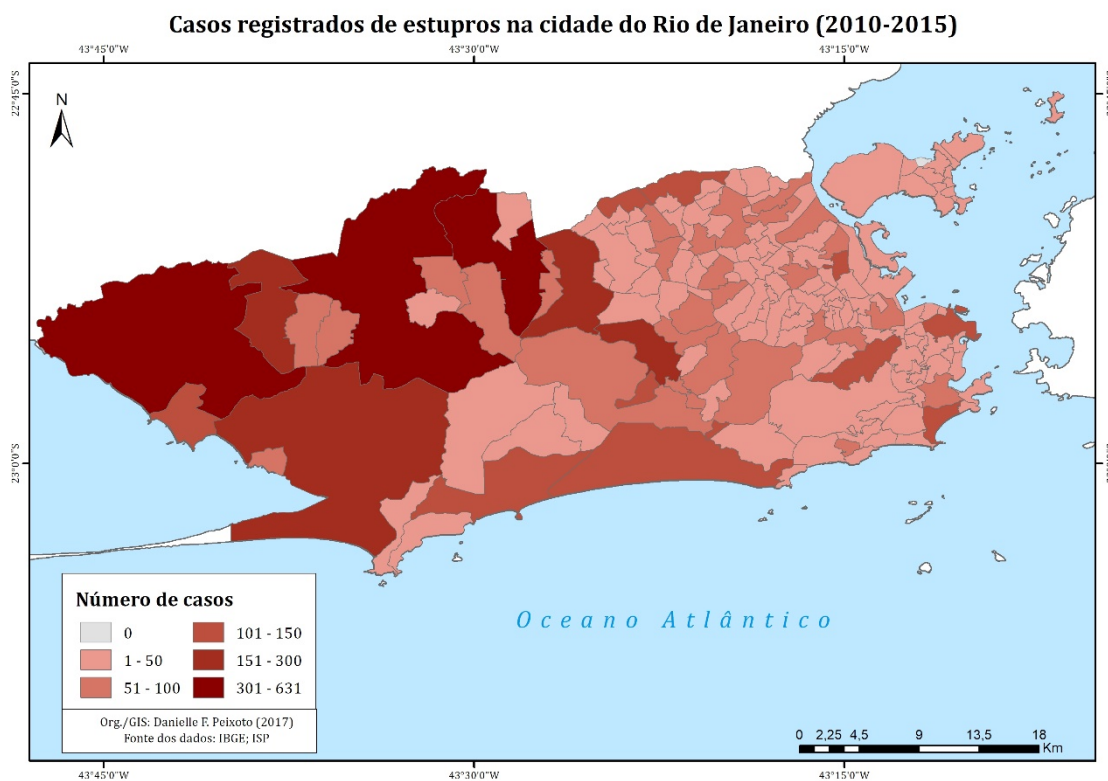 Casos registrados de estupros na cidade do Rio de Janeiro (2010-2015)
43°45'0"W 43°30'0"W 43°15'0"W
22°45'0"S
N
23°0'0"S
Oceano Atlântico
Número de casos
0 101 - 150
1 - 50 151 - 300
51 - 100 301 - 631
Org./GIS: Danielle F. Peixoto (2017)
Fonte dos dados: IBGE; ISP
0 2,25 4,5 9 13,5 18
Km
43°45'0"W 43°30'0"W 43°15'0"W